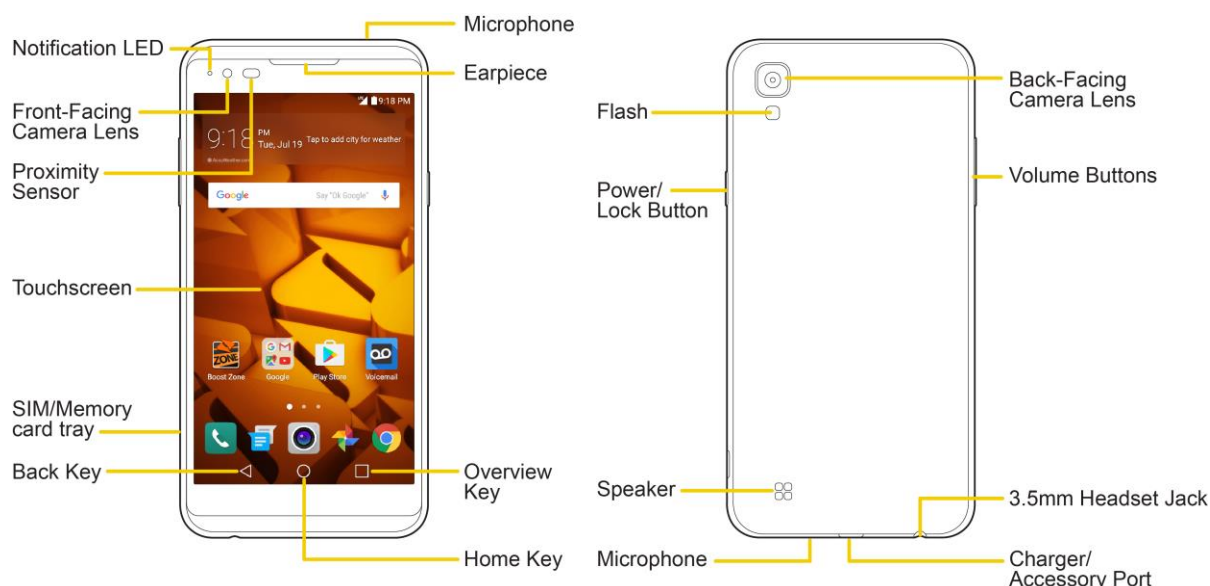 Microphone
Notification LED
Earpiece
Front-Facing
Camera Lens
Proximity
Sensor
Touchscreen
SIM/Memory
card tray
Back Key
Overview
Key
Home Key
9:18 PM
9:18 PM
Tue, Jul 19
Tap to add city for weather
AccuWeather.com
Google
Say "Ok Google"
ZONE
Boost Zone
Google
Play Store
Voicemail
Flash
Back-Facing
Camera Lens
Power/
Lock Button
Volume Buttons
Speaker
3.5mm Headset Jack
Microphone
Charger/
Accessory Port